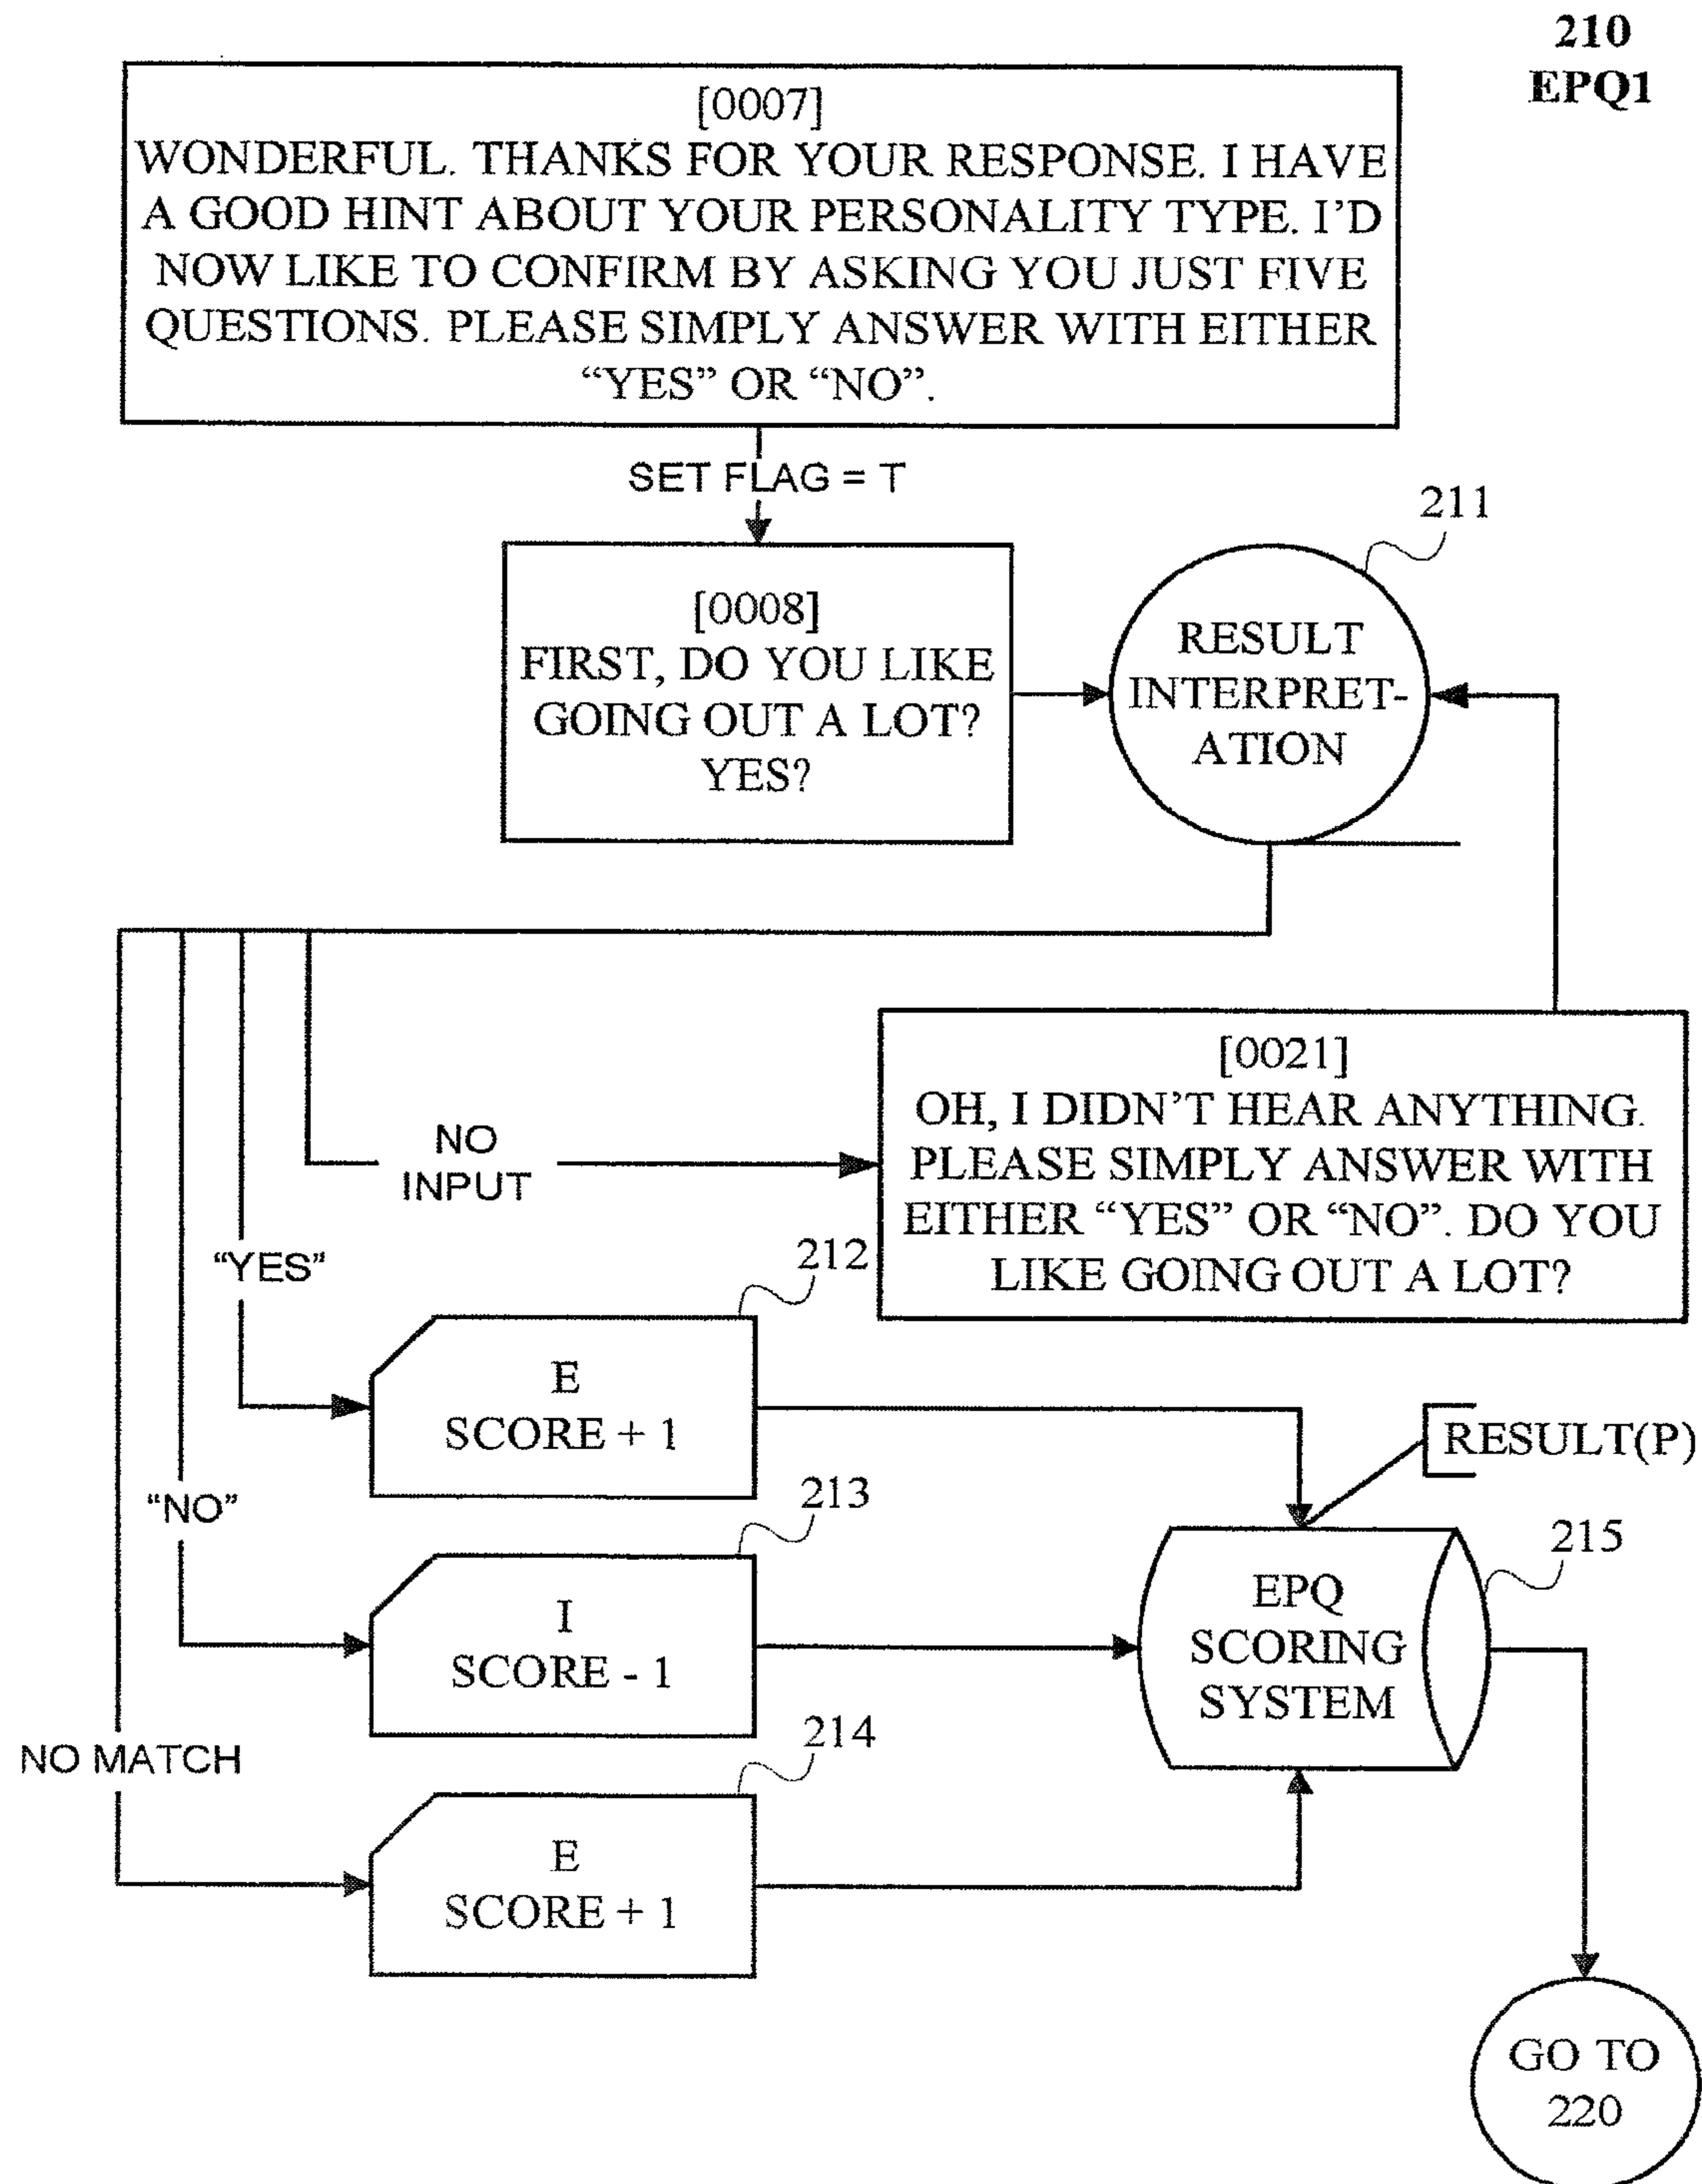 210
EPQ1
[0007]
WONDERFUL. THANKS FOR YOUR RESPONSE. I HAVE
A GOOD HINT ABOUT YOUR PERSONALITY TYPE. I'D
NOW LIKE TO CONFIRM BY ASKING YOU JUST FIVE
QUESTIONS. PLEASE SIMPLY ANSWER WITH EITHER
“YES” OR “NO”.
SET FLAG = T
211
[0008]
FIRST, DO YOU LIKE
GOING OUT A LOT?
YES?
RESULT
INTERPRET-
ATION
[0021]
OH, I DIDN'T HEAR ANYTHING.
PLEASE SIMPLY ANSWER WITH
EITHER “YES” OR “NO”. DO YOU
LIKE GOING OUT A LOT?
NO
INPUT
“YES”
212
E
SCORE + 1
RESULT(P)
“NO”
213
I
SCORE - 1
215
EPQ
SCORING
SYSTEM
NO MATCH
214
E
SCORE + 1
GO TO
220